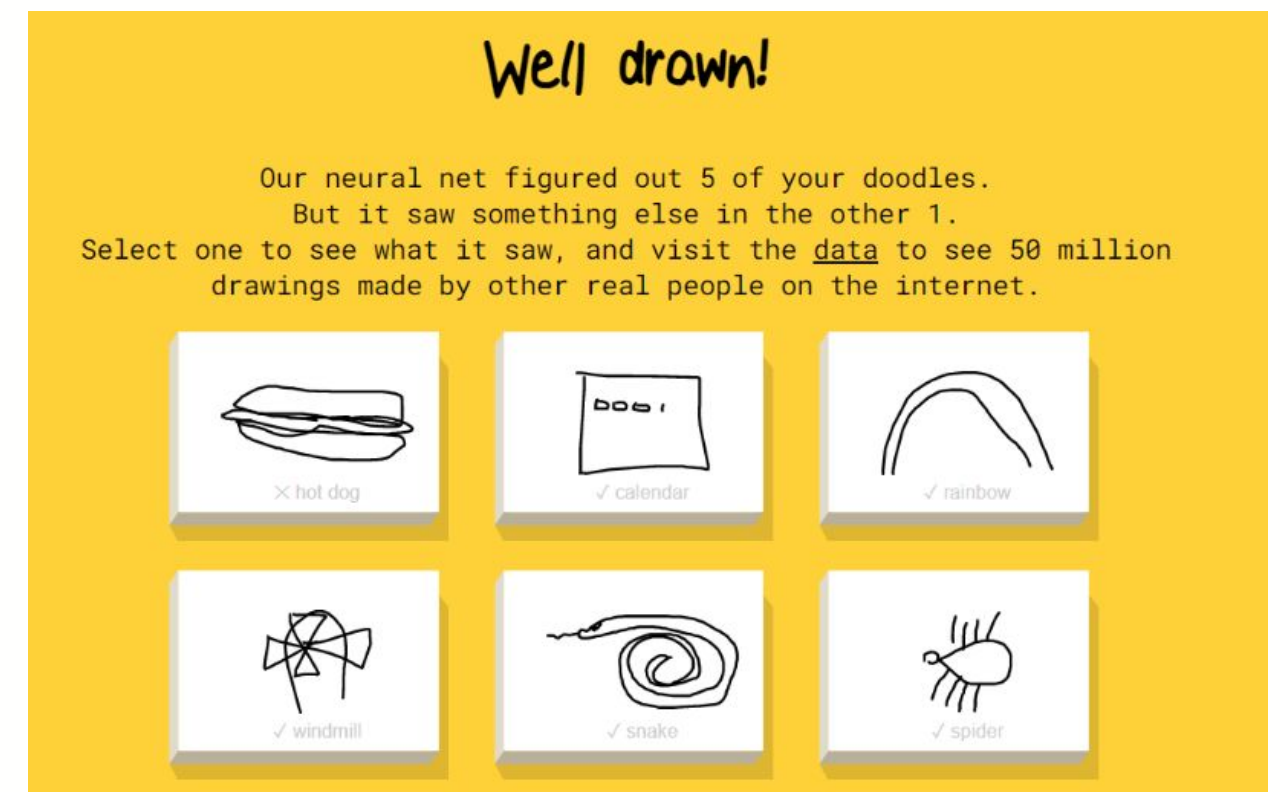 Well drawn!
Our neural net figured out 5 of your doodles.
But it saw something else in the other 1.
Select one to see what it saw, and visit the data to see 50 million
drawings made by other real people on the internet.
× hot dog
✓ calendar
✓ rainbow
✓ windmill
✓ snake
✓ spider